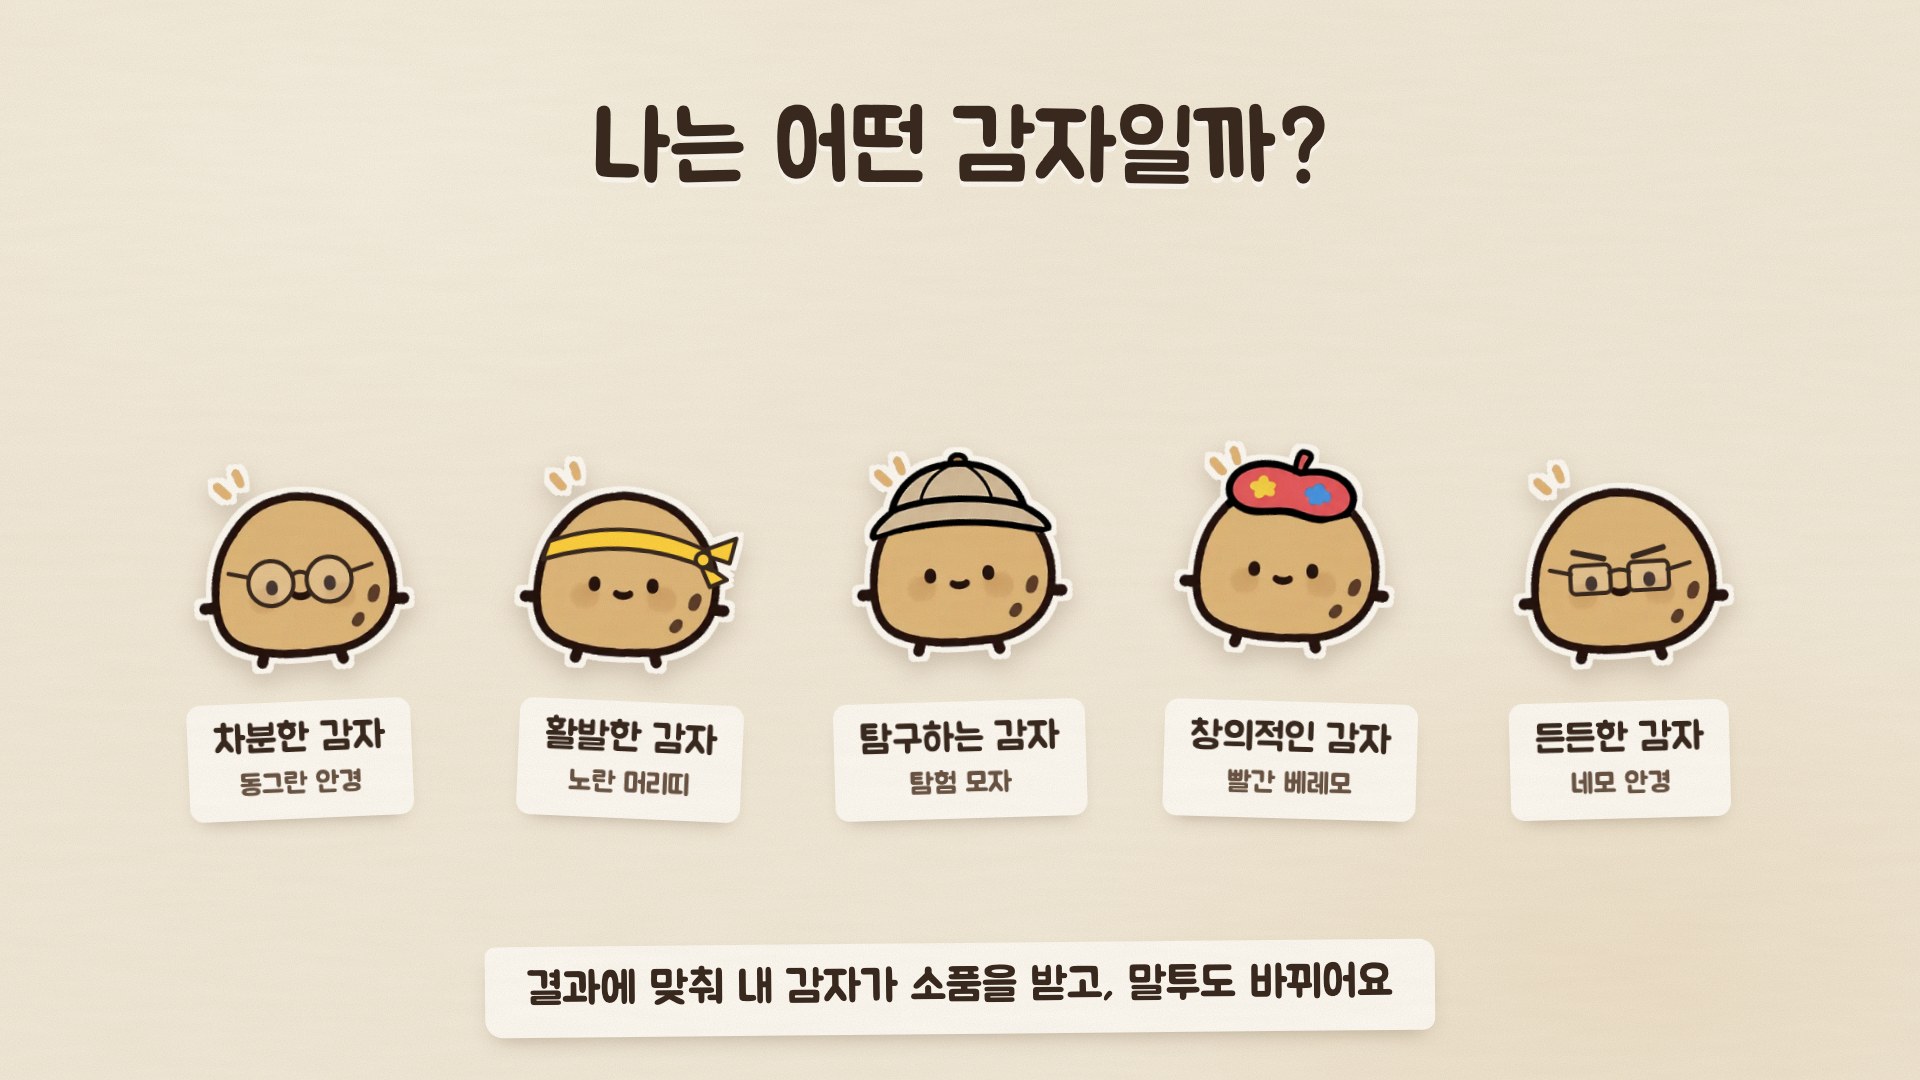 나는 어떤 감자일까?
차분한 감자
동그란 안경
활발한 감자
노란 머리띠
탐구하는 감자
탐험 모자
창의적인 감자
빨간 베레모
든든한 감자
네모 안경
결과에 맞춰 내 감자가 소품을 받고, 말투도 바뀌어요